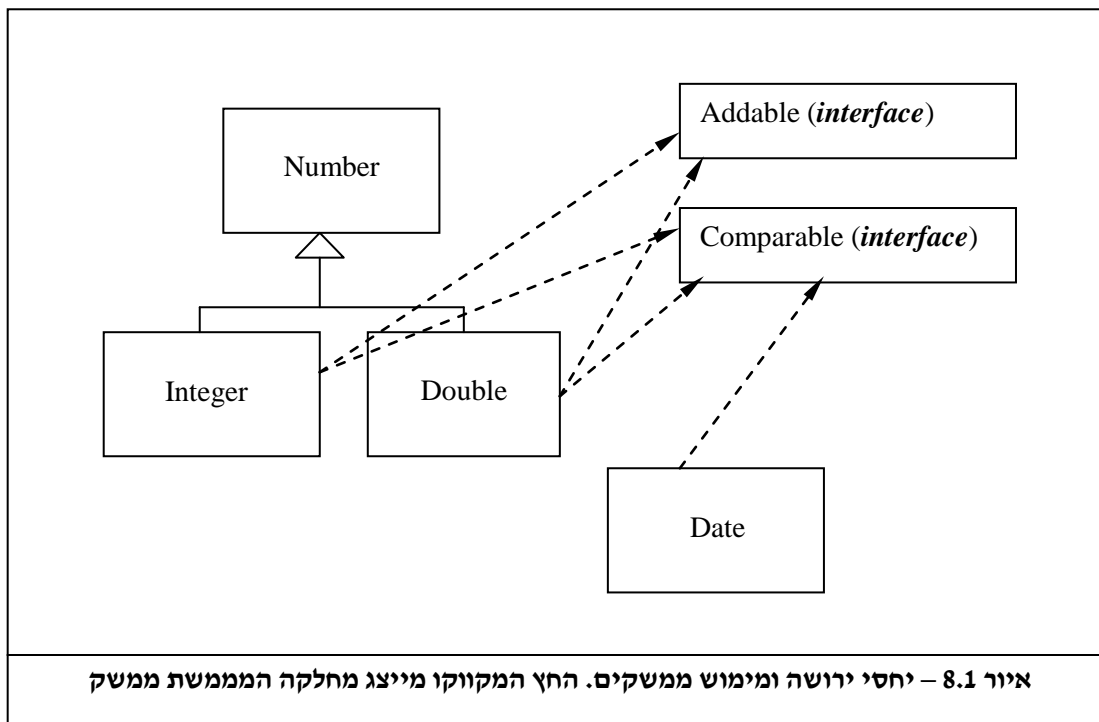 Addable (interface)
Number
Comparable (interface)
Integer
Double
Date
איור 8.1 – יחסי ירושה ומימוש ממשקים. החץ המקווקו מייצג מחלקה המממשת ממשק